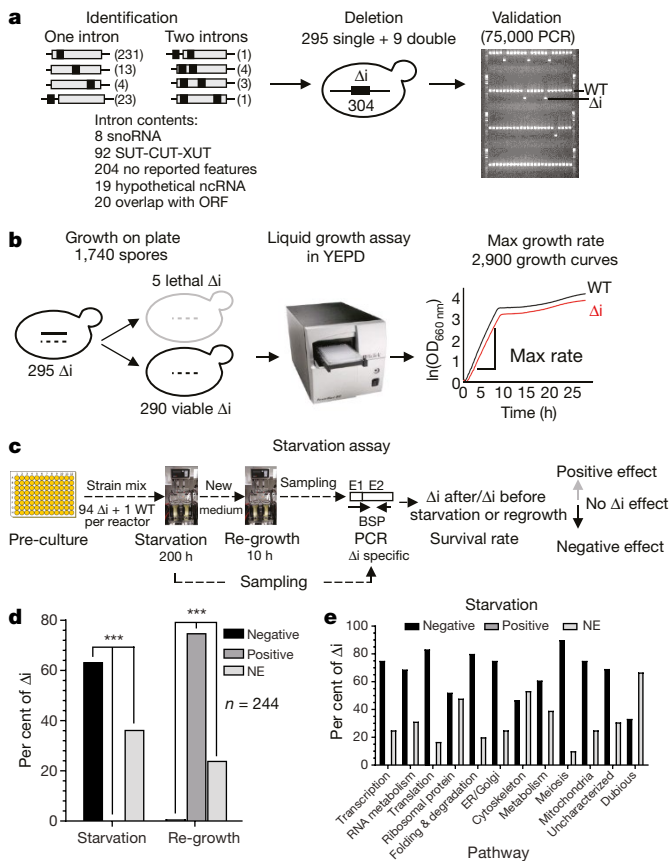 a
Identification
One intron
Two introns
(231)
(13)
(4)
(23)
(1)
(4)
(3)
(1)
Intron contents:
8 snoRNA
92 SUT-CUT-XUT
204 no reported features
19 hypothetical ncRNA
20 overlap with ORF
Deletion
295 single + 9 double
Δi
304
Validation
(75,000 PCR)
WT
Δi
b
Growth on plate
1,740 spores
295 Δi
5 lethal Δi
290 viable Δi
Liquid growth assay
in YEPD
Max growth rate
2,900 growth curves
ln(OD660 nm)
4
3
2
1
0
WT
Δi
Max rate
0 5 10 15 20 25
Time (h)
c
Starvation assay
Pre-culture
Strain mix
94 Δi + 1 WT
per reactor
Starvation
200 h
New
medium
Re-growth
10 h
Sampling
Sampling
E1 E2
BSP
PCR
Δi specific
Δi after/Δi before
starvation or regrowth
Survival rate
Positive effect
No Δi effect
Negative effect
d
Per cent of Δi
80
60
40
20
0
***
***
Negative
Positive
NE
n = 244
Starvation
Re-growth
e
Starvation
Negative
Positive
NE
Per cent of Δi
100
80
60
40
20
0
Transcription
RNA metabolism
Translation
Ribosomal protein
Folding & degradation
ER/Golgi
Cytoskeleton
Metabolism
Meiosis
Mitochondria
Uncharacterized
Dubious
Pathway